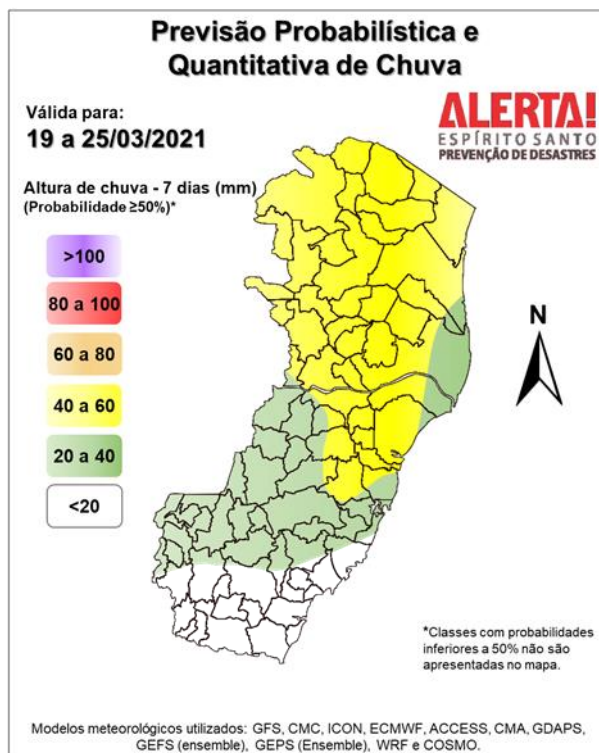 Previsão Probabilística e
Quantitativa de Chuva
Válida para:
19 a 25/03/2021
ALERTA!
ESPÍRITO SANTO
PREVENÇÃO DE DESASTRES
Altura de chuva - 7 dias (mm)
(Probabilidade ≥50%)*
>100
80 a 100
60 a 80
40 a 60
20 a 40
<20
N
*Classes com probabilidades
inferiores a 50% não são
apresentadas no mapa.
Modelos meteorológicos utilizados: GFS, CMC, ICON, ECMWF, ACCESS, CMA, GDAPS,
GEFS (ensemble), GEPS (Ensemble), WRF e COSMO.